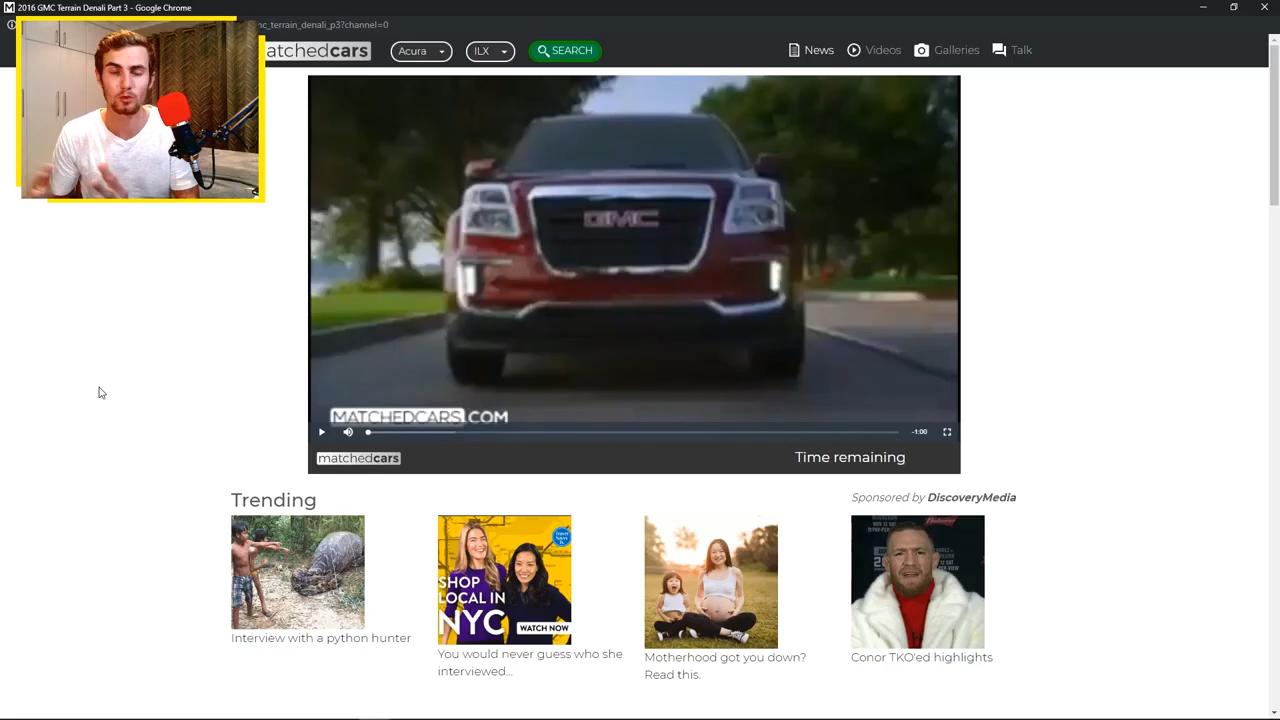 2016 GMC Terrain Denali Part 3 - Google Chrome
nc_terrain_denali_p3?channel=0
atchedcars
Acura
ILX
SEARCH
News
Videos
Galleries
Talk
GMC
MATCHEDCARS.COM
-1:00
matchedcars
Time remaining
Trending
Sponsored by DiscoveryMedia
SHOP
LOCAL IN
NYC
WATCH NOW
Interview with a python hunter
You would never guess who she
interviewed...
Motherhood got you down?
Read this.
Conor TKO'ed highlights